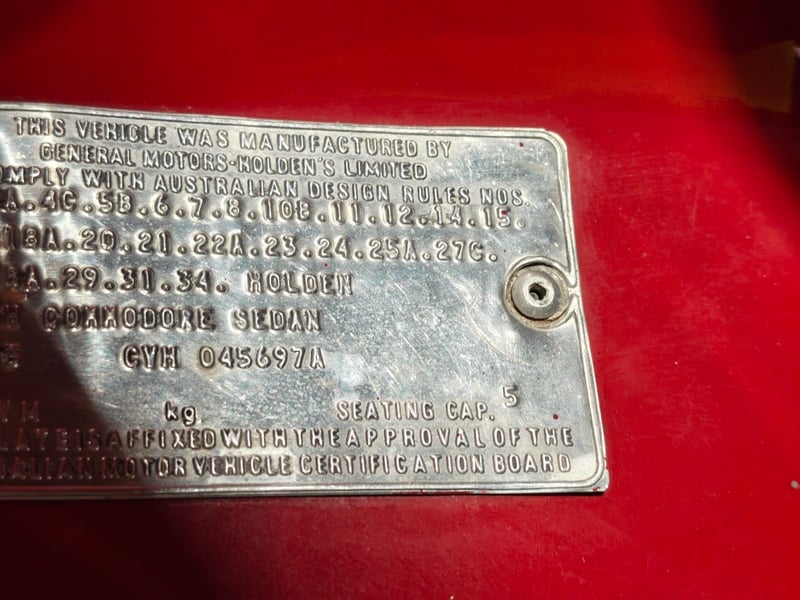 THIS VEHICLE WAS MANUFACTURED BY
GENERAL MOTORS-HOLDEN'S LIMITED
OMPLY WITH AUSTRALIAN DESIGN RULES NOS.
A.4C.5B.6.7.8.10B.11.12.14.15.
18A.20.21.22A.23.24.25A.27C.
8A.29.31.34. HOLDEN
H COMMODORE SEDAN
CYH 045697A
VM kg SEATING CAP. 5
LATE IS AFFIXED WITH THE APPROVAL OF THE
ALIAN MOTOR VEHICLE CERTIFICATION BOARD